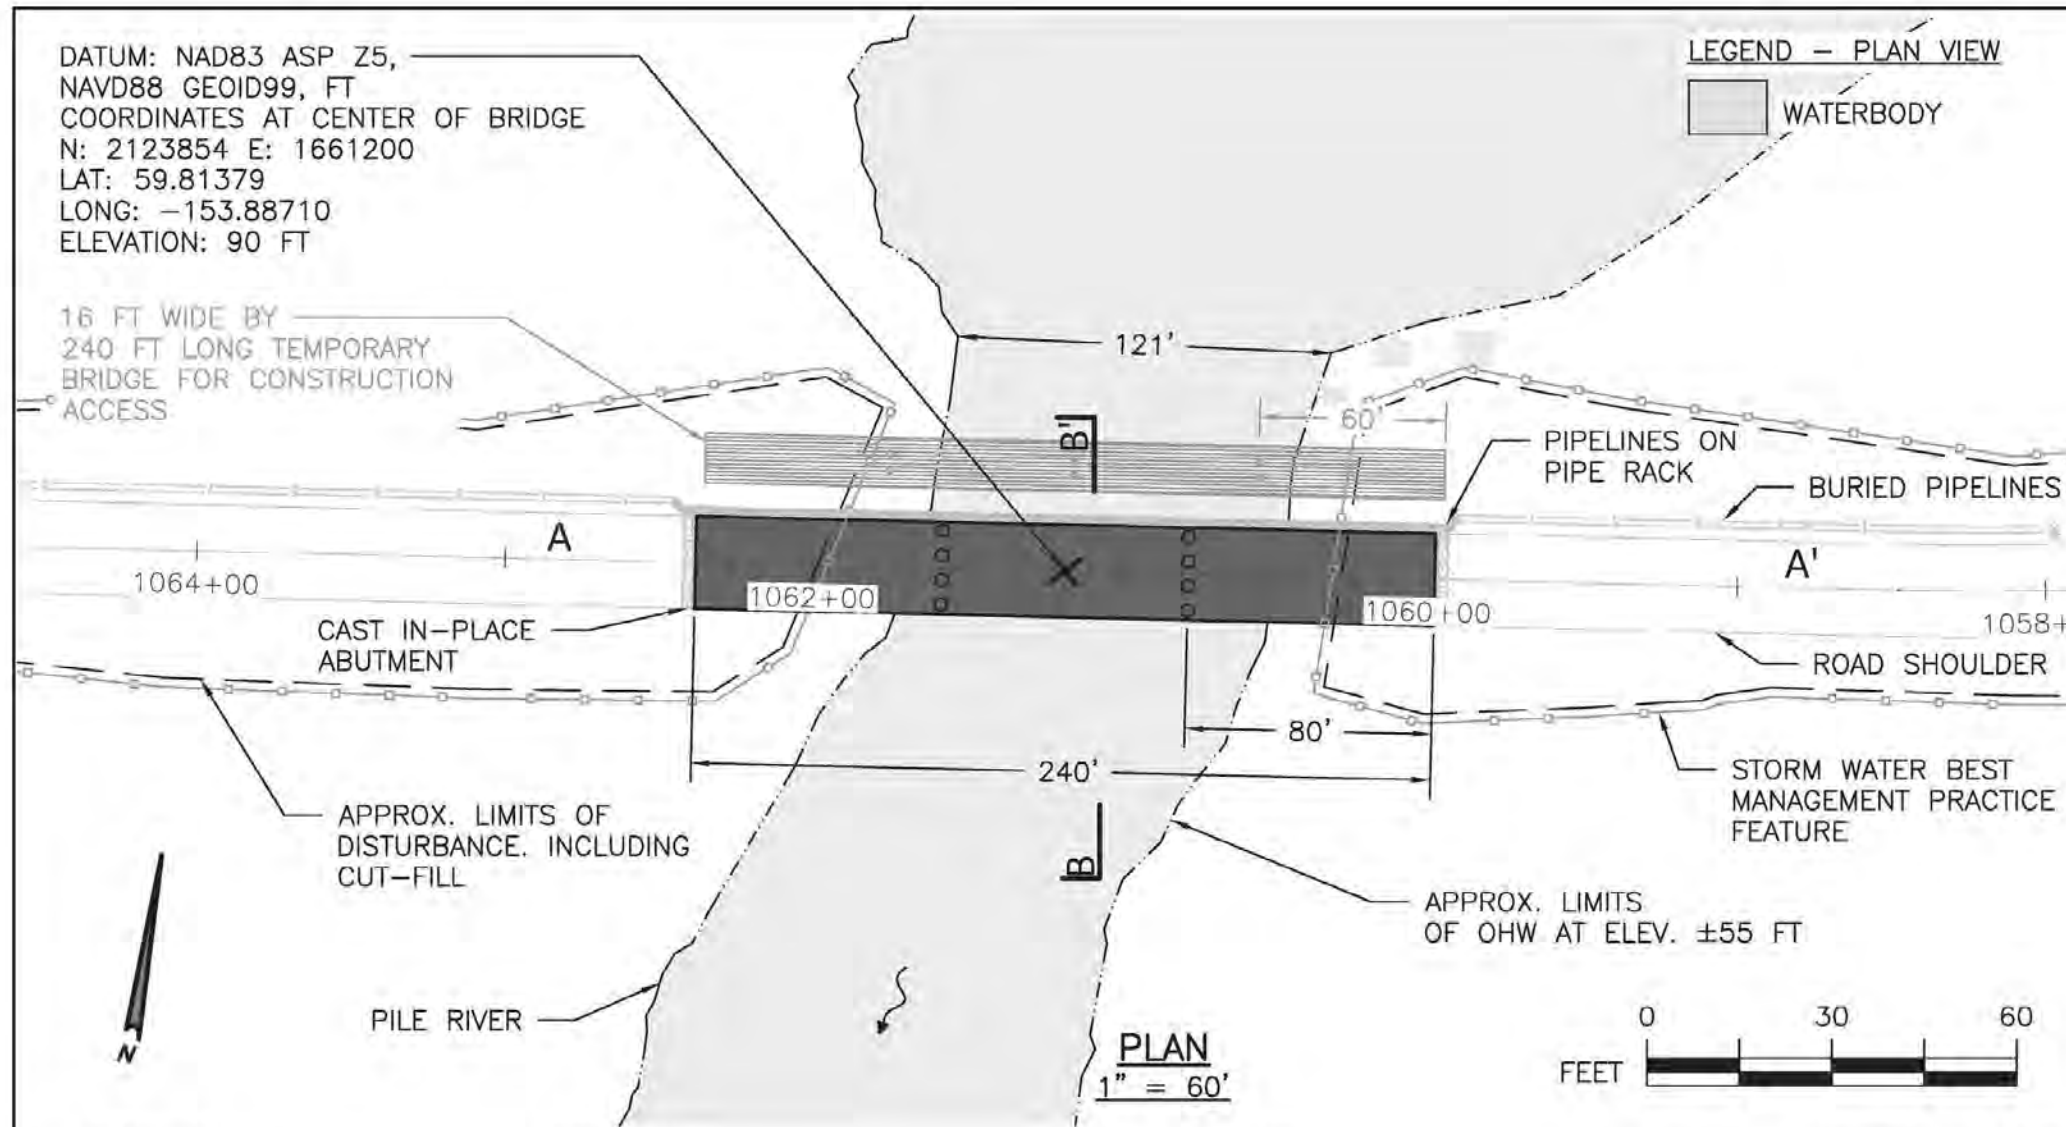 DATUM: NAD83 ASP Z5,
NAVD88 GEOID99, FT
COORDINATES AT CENTER OF BRIDGE
N: 2123854 E: 1661200
LAT: 59.81379
LONG: −153.88710
ELEVATION: 90 FT
LEGEND − PLAN VIEW
WATERBODY
16 FT WIDE BY
240 FT LONG TEMPORARY
BRIDGE FOR CONSTRUCTION
ACCESS
121'
60'
B'
PIPELINES ON
PIPE RACK
BURIED PIPELINES
A
A'
1064+00
1062+00
1060+00
1058+
CAST IN−PLACE
ABUTMENT
ROAD SHOULDER
80'
240'
STORM WATER BEST
MANAGEMENT PRACTICE
FEATURE
APPROX. LIMITS OF
DISTURBANCE. INCLUDING
CUT−FILL
B
APPROX. LIMITS
OF OHW AT ELEV. ±55 FT
N
PILE RIVER
PLAN
1" = 60'
0 30 60
FEET